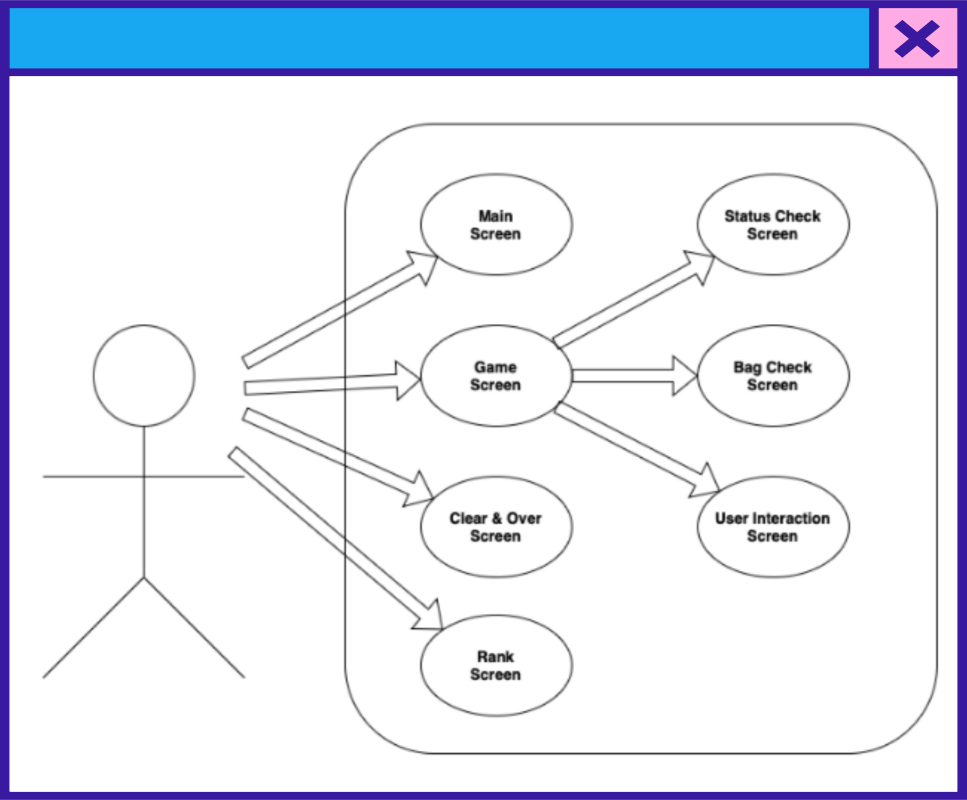 Main
Screen
Status Check
Screen
Game
Screen
Bag Check
Screen
Clear & Over
Screen
User Interaction
Screen
Rank
Screen